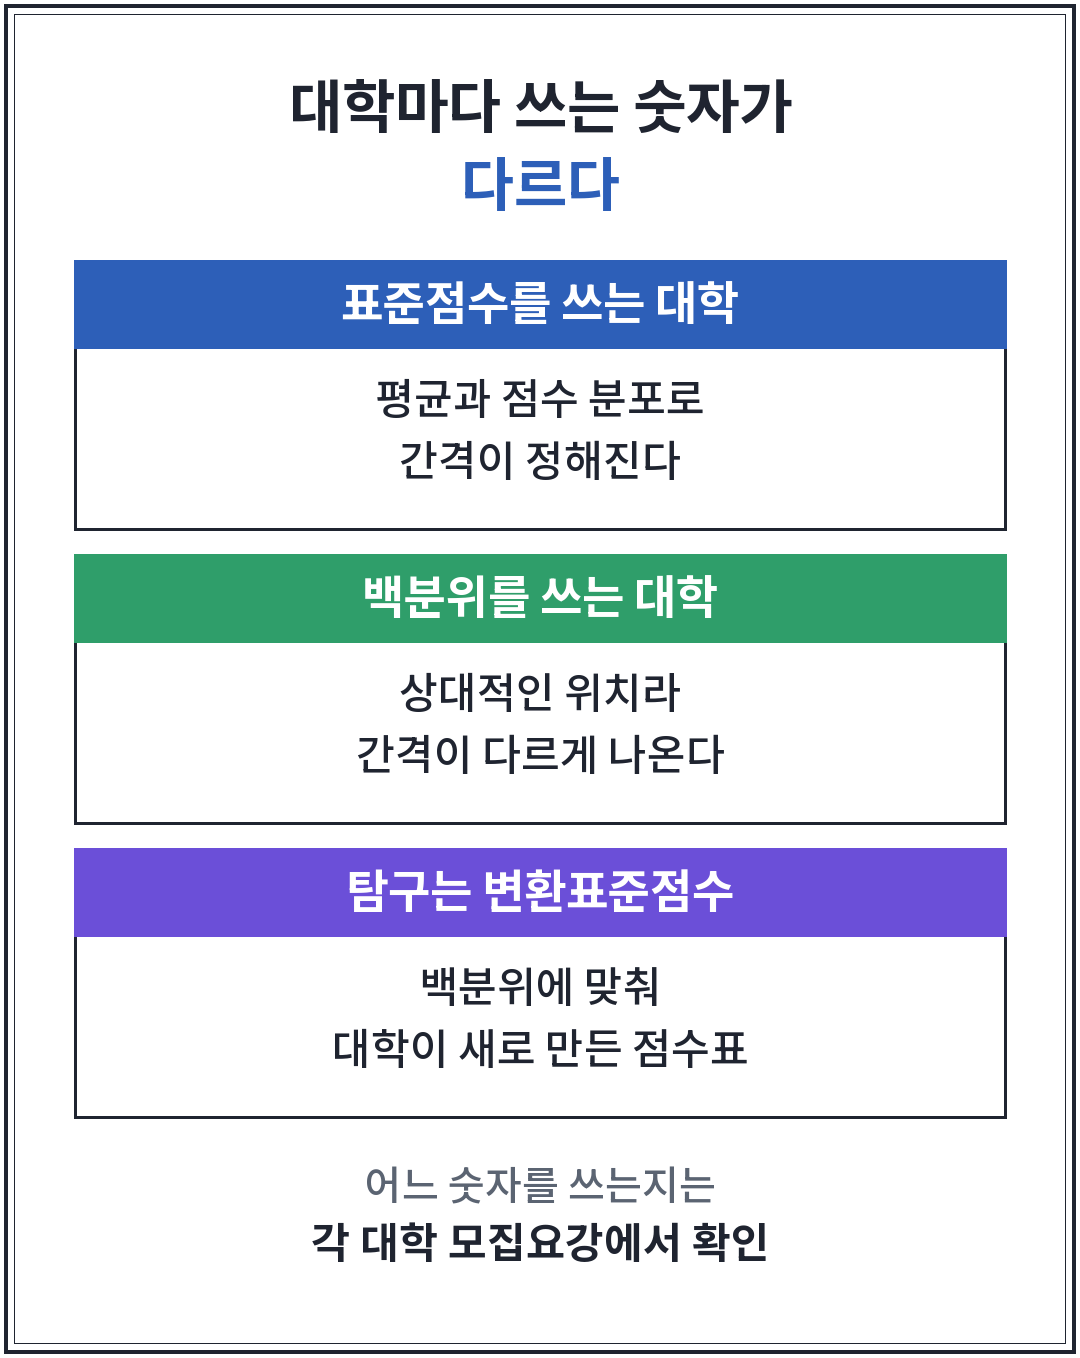 대학마다 쓰는 숫자가
다르다
표준점수를 쓰는 대학
평균과 점수 분포로
간격이 정해진다
백분위를 쓰는 대학
상대적인 위치라
간격이 다르게 나온다
탐구는 변환표준점수
백분위에 맞춰
대학이 새로 만든 점수표
어느 숫자를 쓰는지는
각 대학 모집요강에서 확인